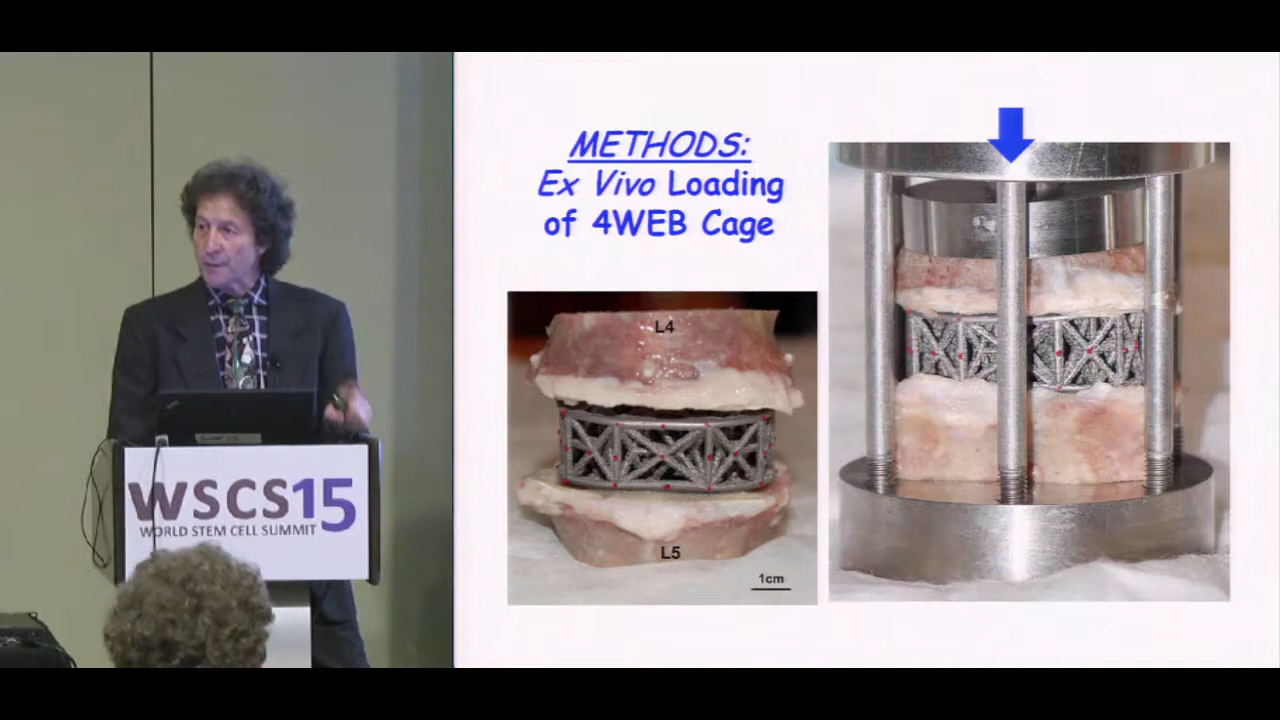 METHODS:
Ex Vivo Loading
of 4WEB Cage
L4
L5
1cm
WSCS15
WORLD STEM CELL SUMMIT